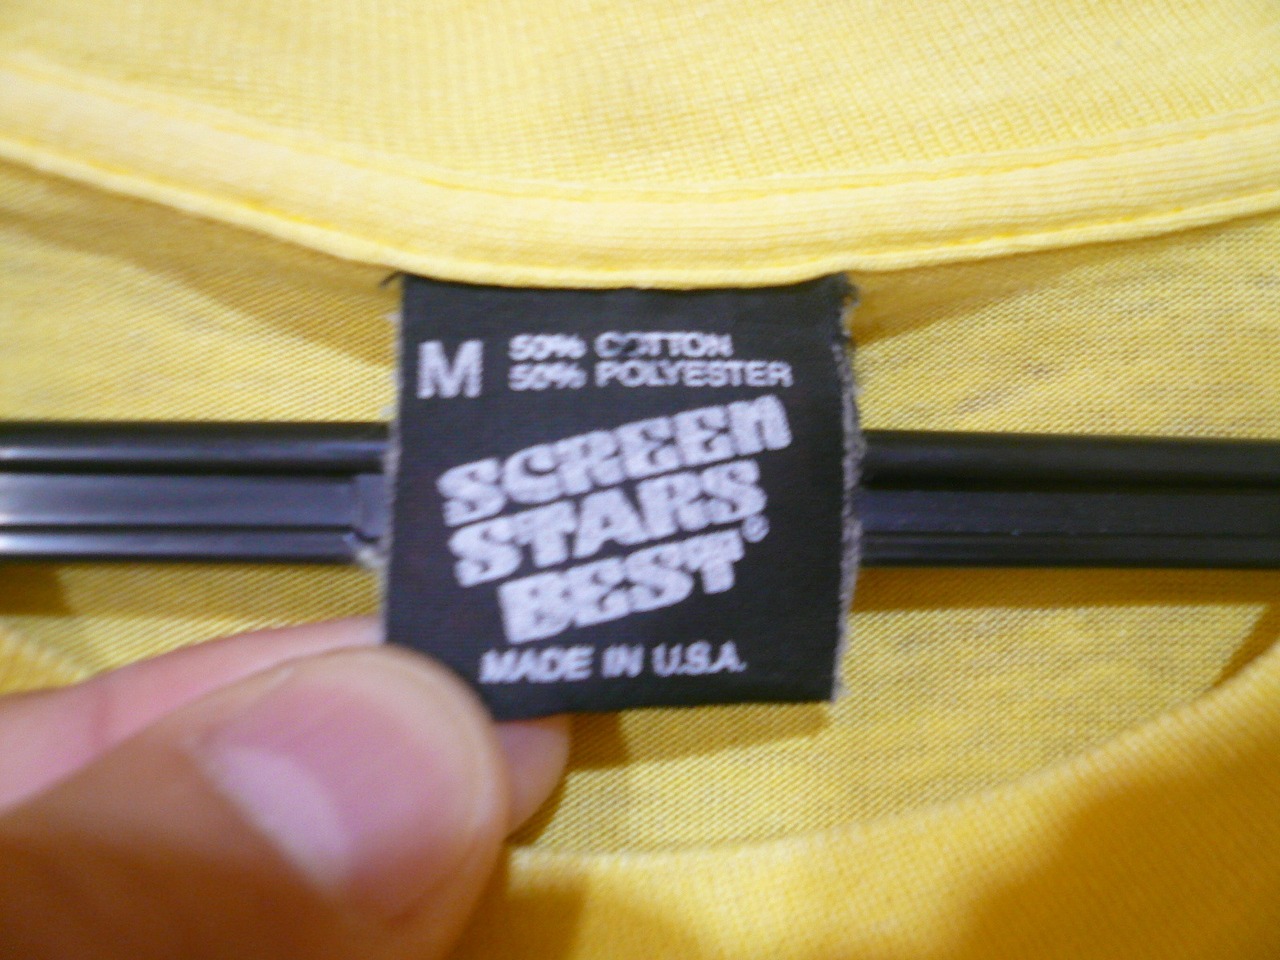 M 50% COTTON
50% POLYESTER
SCREEN
STARS
BEST®
MADE IN U.S.A.